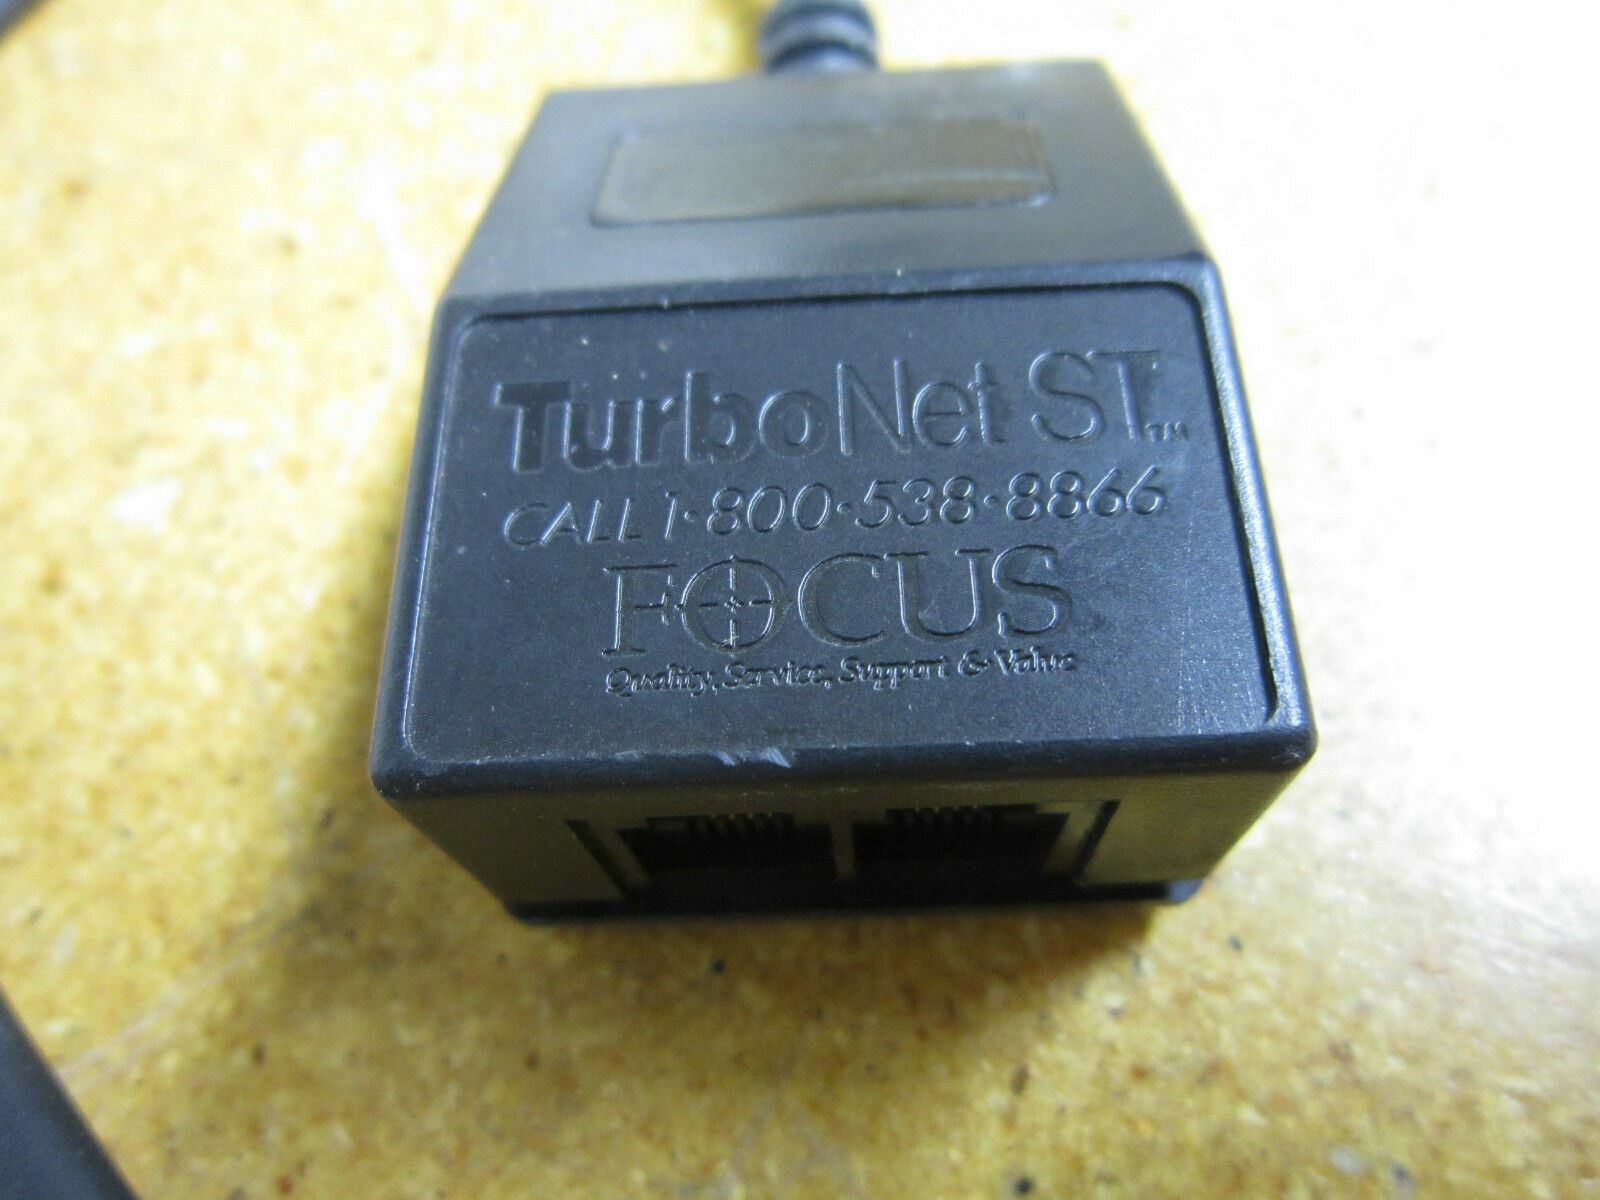 TurboNet ST™
CALL 1·800·538·8866
FOCUS
Quality, Service, Support & Value